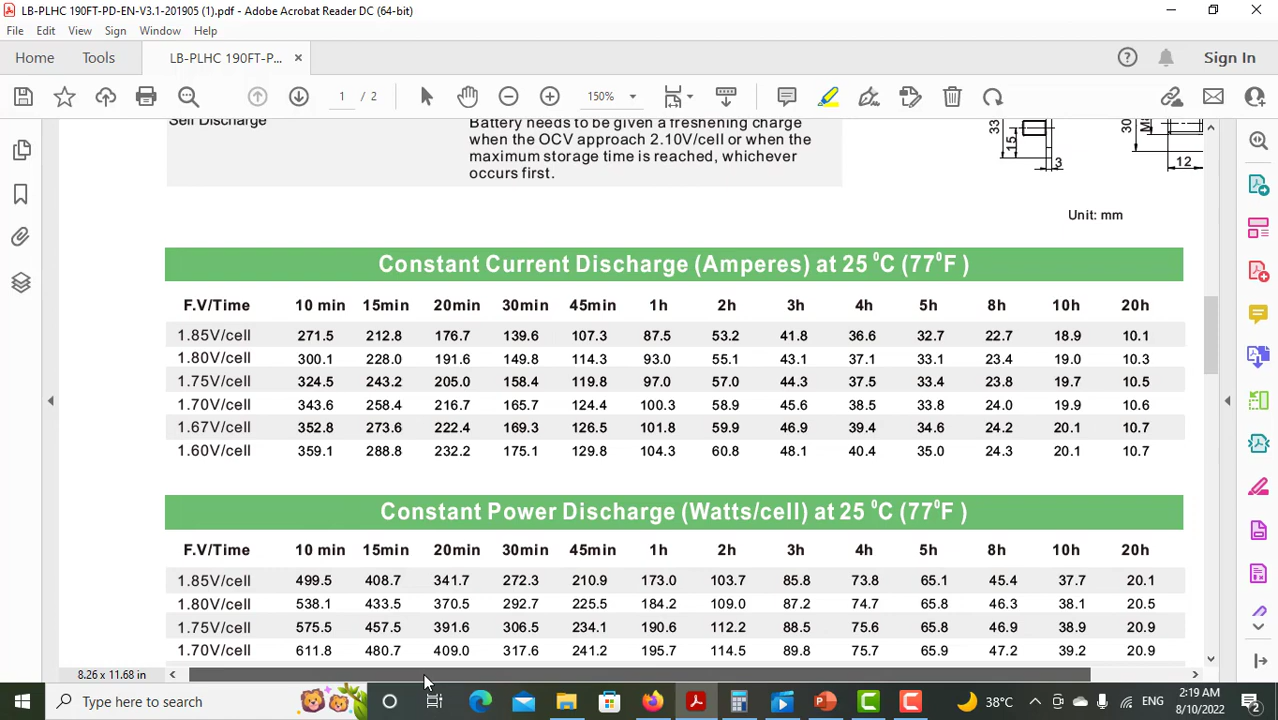 LB-PLHC 190FT-PD-EN-V3.1-201905 (1).pdf - Adobe Acrobat Reader DC (64-bit)
File Edit View Sign Window Help
Home Tools LB-PLHC 190FT-P... Sign In
1 / 2 150%
Self Discharge
Battery needs to be given a freshening charge
when the OCV approach 2.10V/cell or when the
maximum storage time is reached, whichever
occurs first.
33
15
3
30
12
Unit: mm
Constant Current Discharge (Amperes) at 25 ⁰C (77⁰F )
F.V/Time 10 min 15min 20min 30min 45min 1h 2h 3h 4h 5h 8h 10h 20h
1.85V/cell 271.5 212.8 176.7 139.6 107.3 87.5 53.2 41.8 36.6 32.7 22.7 18.9 10.1
1.80V/cell 300.1 228.0 191.6 149.8 114.3 93.0 55.1 43.1 37.1 33.1 23.4 19.0 10.3
1.75V/cell 324.5 243.2 205.0 158.4 119.8 97.0 57.0 44.3 37.5 33.4 23.8 19.7 10.5
1.70V/cell 343.6 258.4 216.7 165.7 124.4 100.3 58.9 45.6 38.5 33.8 24.0 19.9 10.6
1.67V/cell 352.8 273.6 222.4 169.3 126.5 101.8 59.9 46.9 39.4 34.6 24.2 20.1 10.7
1.60V/cell 359.1 288.8 232.2 175.1 129.8 104.3 60.8 48.1 40.4 35.0 24.3 20.1 10.7
Constant Power Discharge (Watts/cell) at 25 ⁰C (77⁰F )
F.V/Time 10 min 15min 20min 30min 45min 1h 2h 3h 4h 5h 8h 10h 20h
1.85V/cell 499.5 408.7 341.7 272.3 210.9 173.0 103.7 85.8 73.8 65.1 45.4 37.7 20.1
1.80V/cell 538.1 433.5 370.5 292.7 225.5 184.2 109.0 87.2 74.7 65.8 46.3 38.1 20.5
1.75V/cell 575.5 457.5 391.6 306.5 234.1 190.6 112.2 88.5 75.6 65.8 46.9 38.9 20.9
1.70V/cell 611.8 480.7 409.0 317.6 241.2 195.7 114.5 89.8 75.7 65.9 47.2 39.2 20.9
8.26 x 11.68 in
Type here to search 38°C ENG 2:19 AM
8/10/2022 2